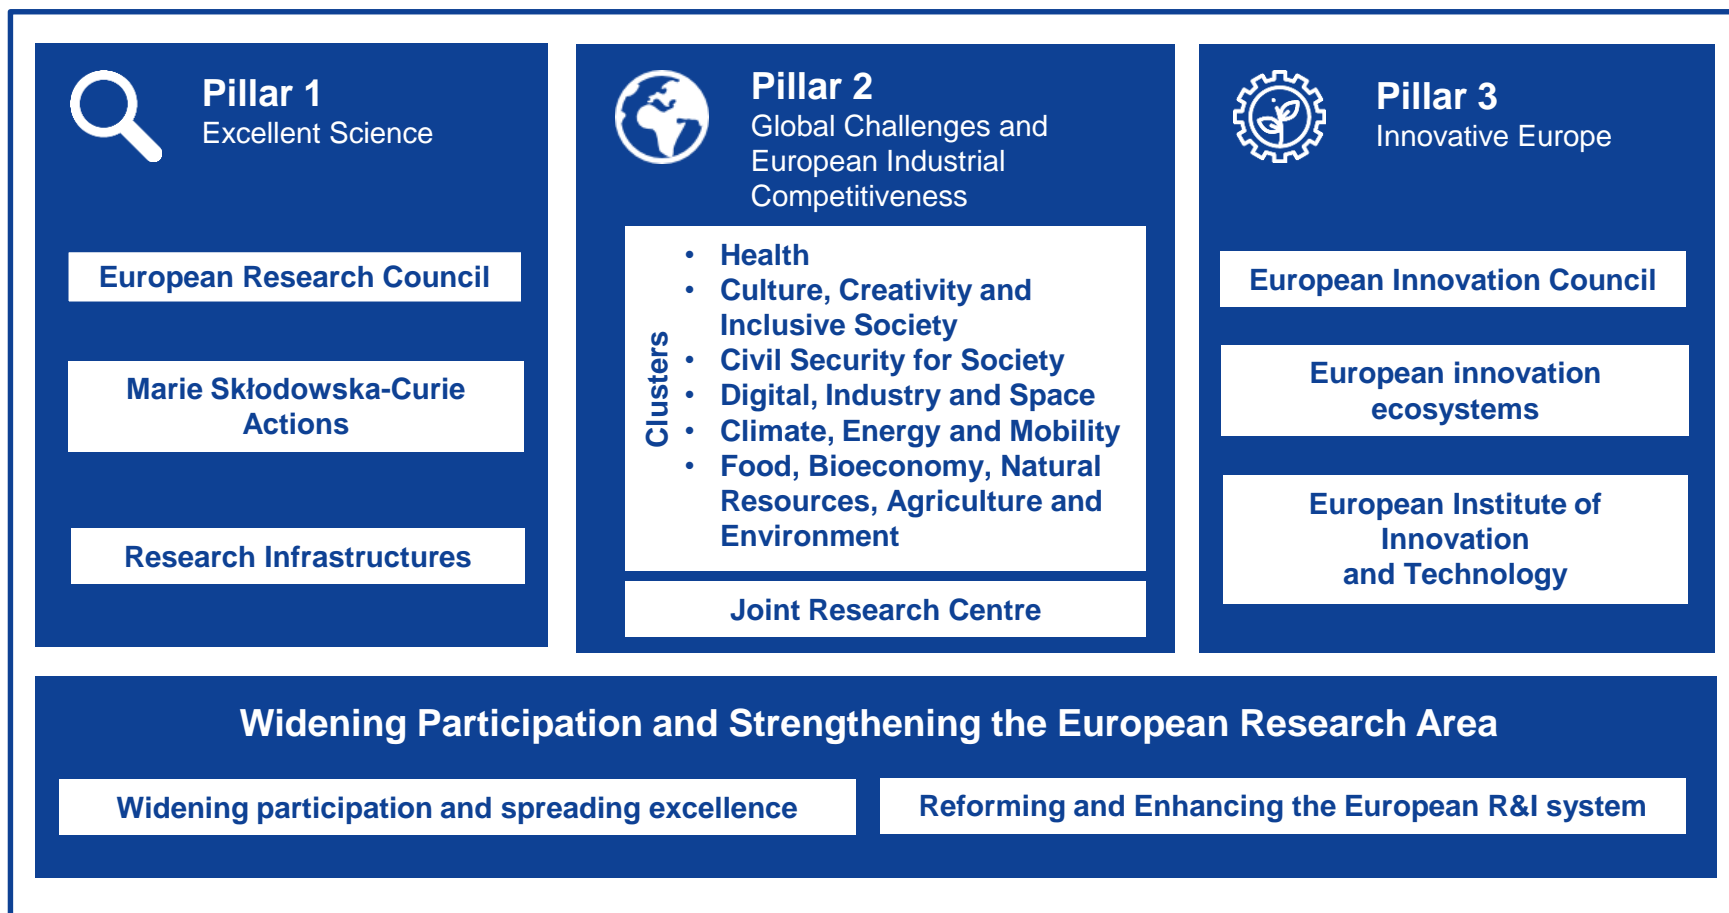 Pillar 1
Excellent Science
European Research Council
Marie Skłodowska-Curie
Actions
Research Infrastructures
Pillar 2
Global Challenges and
European Industrial
Competitiveness
Clusters
• Health
• Culture, Creativity and
Inclusive Society
• Civil Security for Society
• Digital, Industry and Space
• Climate, Energy and Mobility
• Food, Bioeconomy, Natural
Resources, Agriculture and
Environment
Joint Research Centre
Pillar 3
Innovative Europe
European Innovation Council
European innovation
ecosystems
European Institute of
Innovation
and Technology
Widening Participation and Strengthening the European Research Area
Widening participation and spreading excellence
Reforming and Enhancing the European R&I system